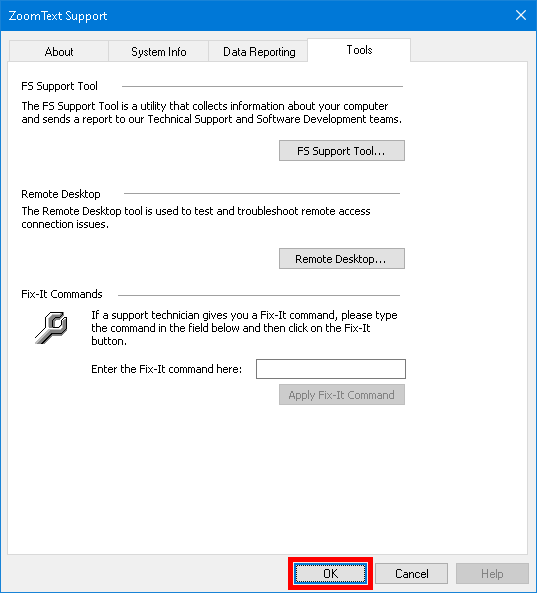 ZoomText Support
About
System Info
Data Reporting
Tools
FS Support Tool
The FS Support Tool is a utility that collects information about your computer
and sends a report to our Technical Support and Software Development teams.
FS Support Tool...
Remote Desktop
The Remote Desktop tool is used to test and troubleshoot remote access
connection issues.
Remote Desktop...
Fix-It Commands
If a support technician gives you a Fix-It command, please type
the command in the field below and then click on the Fix-It
button.
Enter the Fix-It command here:
Apply Fix-It Command
OK
Cancel
Help